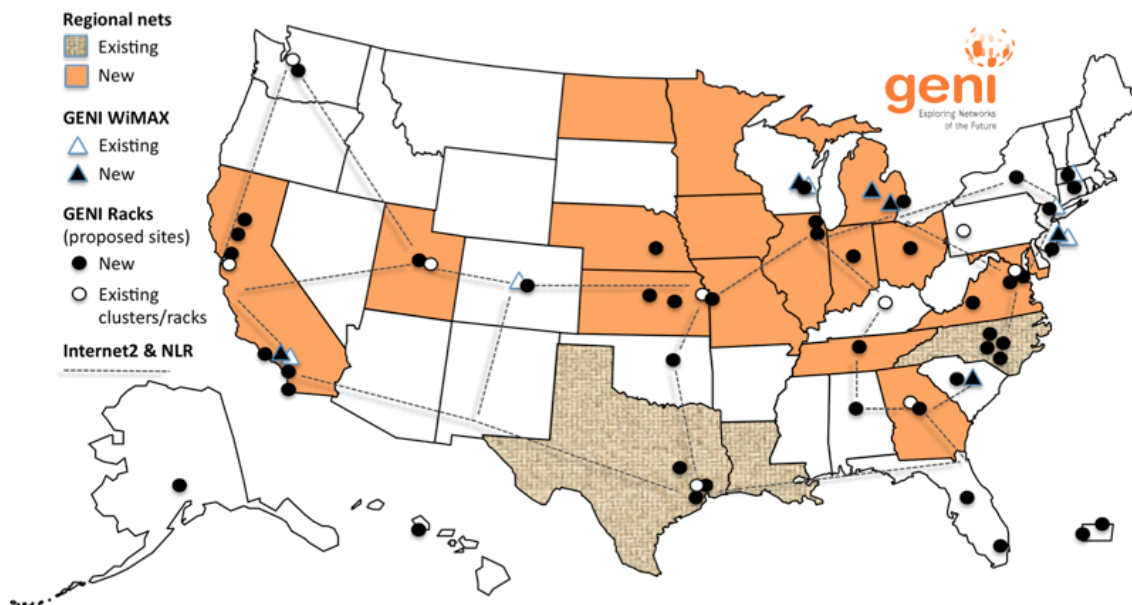 Regional nets
Existing
New
GENI WiMAX
Existing
New
GENI Racks
(proposed sites)
New
Existing
clusters/racks
Internet2 & NLR
geni
Exploring Networks
of the Future